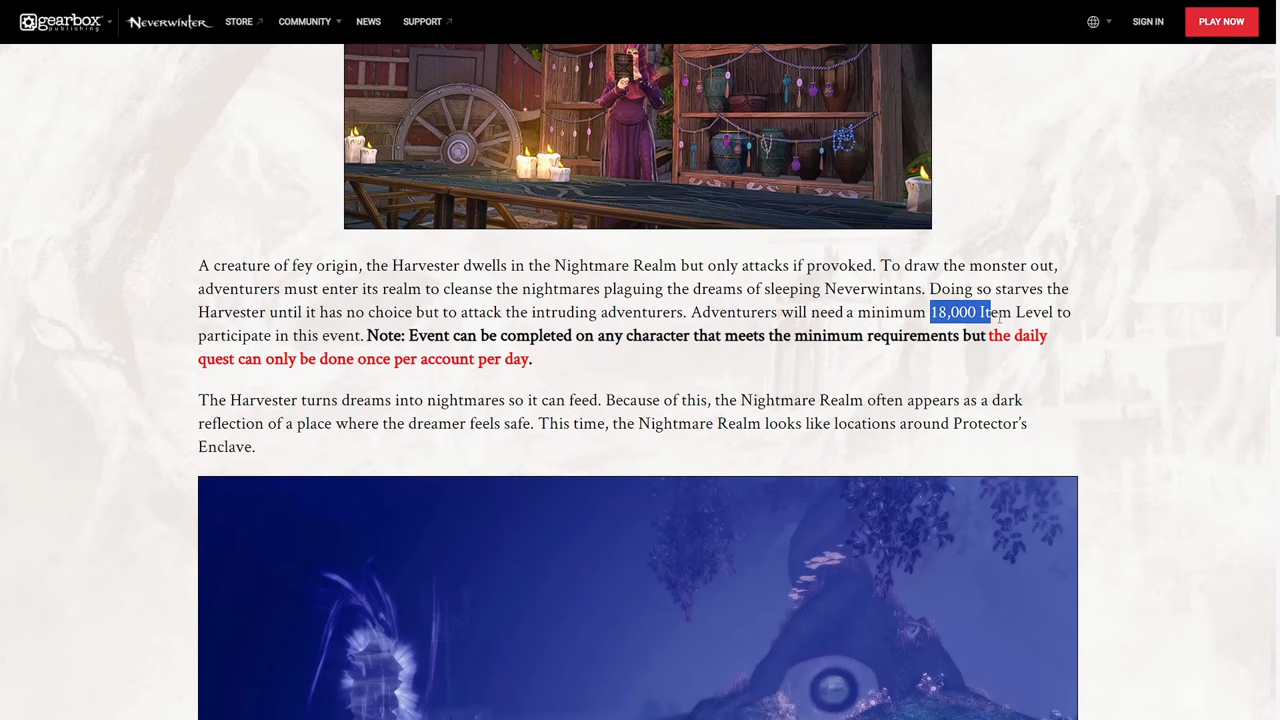 gearbox publishing NEVERWINTER STORE COMMUNITY NEWS SUPPORT SIGN IN PLAY NOW
A creature of fey origin, the Harvester dwells in the Nightmare Realm but only attacks if provoked. To draw the monster out,
adventurers must enter its realm to cleanse the nightmares plaguing the dreams of sleeping Neverwintans. Doing so starves the
Harvester until it has no choice but to attack the intruding adventurers. Adventurers will need a minimum 18,000 Item Level to
participate in this event. Note: Event can be completed on any character that meets the minimum requirements but the daily
quest can only be done once per account per day.
The Harvester turns dreams into nightmares so it can feed. Because of this, the Nightmare Realm often appears as a dark
reflection of a place where the dreamer feels safe. This time, the Nightmare Realm looks like locations around Protector’s
Enclave.